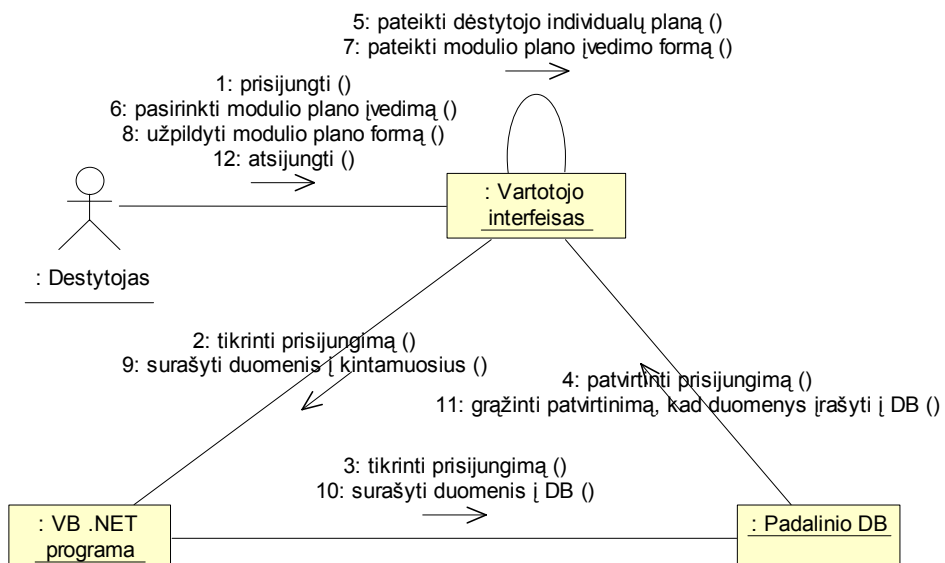 5: pateikti dėstytojo individualų planą ()
7: pateikti modulio plano įvedimo formą ()
1: prisijungti ()
6: pasirinkti modulio plano įvedimą ()
8: užpildyti modulio plano formą ()
12: atsijungti ()
: Vartotojo
interfeisas
: Destytojas
2: tikrinti prisijungimą ()
9: surašyti duomenis į kintamuosius ()
4: patvirtinti prisijungimą ()
11: grąžinti patvirtinimą, kad duomenys įrašyti į DB ()
3: tikrinti prisijungimą ()
10: surašyti duomenis į DB ()
: VB .NET
programa
: Padalinio DB